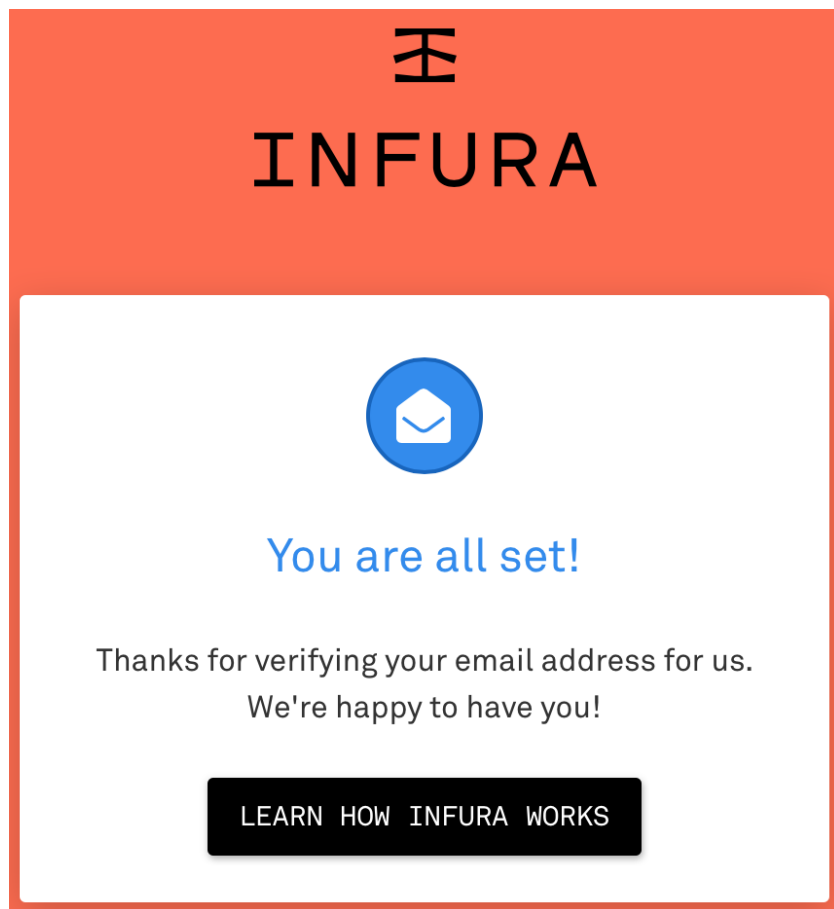 INFURA
You are all set!
Thanks for verifying your email address for us.
We're happy to have you!
LEARN HOW INFURA WORKS